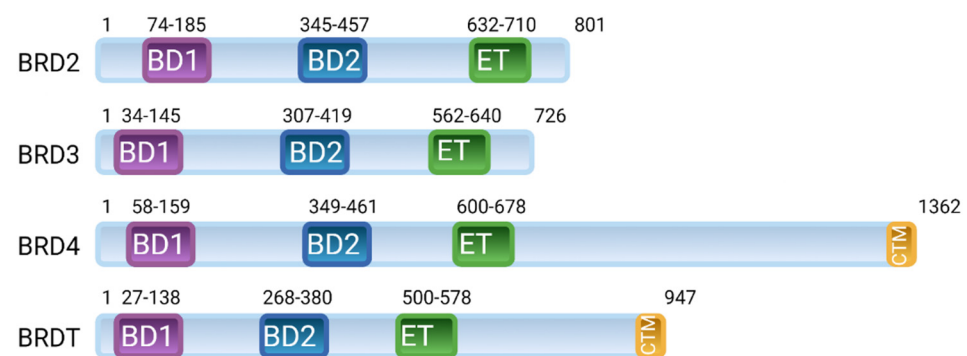 1 74-185 345-457 632-710 801
BRD2 BD1 BD2 ET
1 34-145 307-419 562-640 726
BRD3 BD1 BD2 ET
1 58-159 349-461 600-678 1362
BRD4 BD1 BD2 ET CTM
1 27-138 268-380 500-578 947
BRDT BD1 BD2 ET CTM